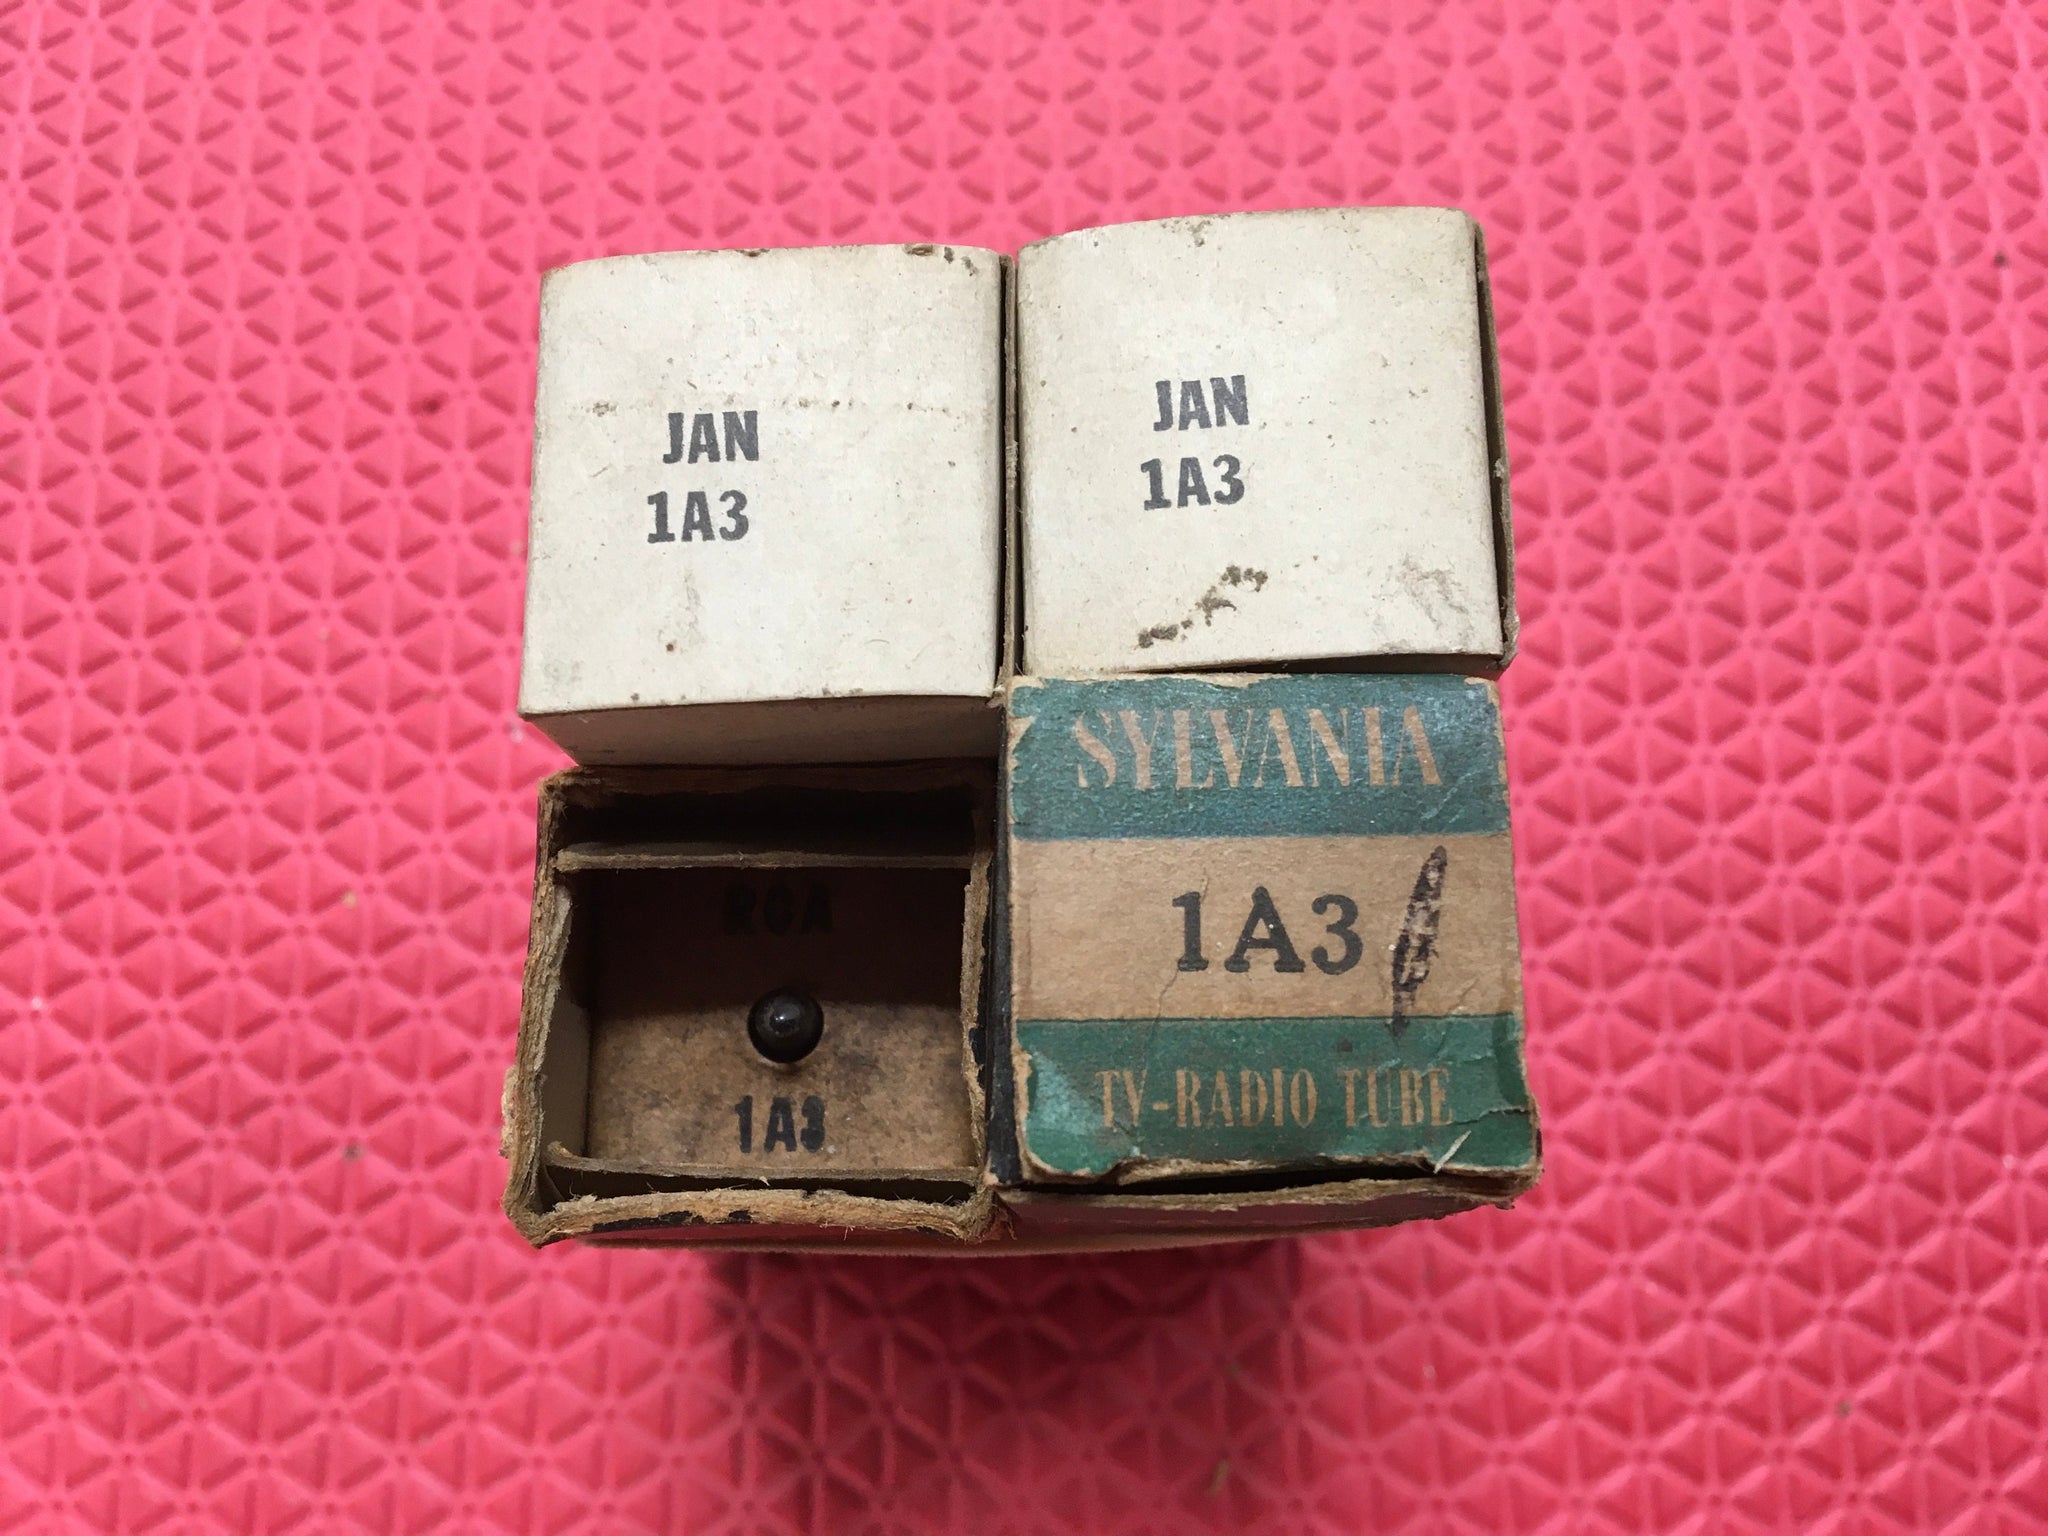 JAN
1A3
JAN
1A3
RCA
1A3
SYLVANIA
1A3
TV-RADIO TUBE